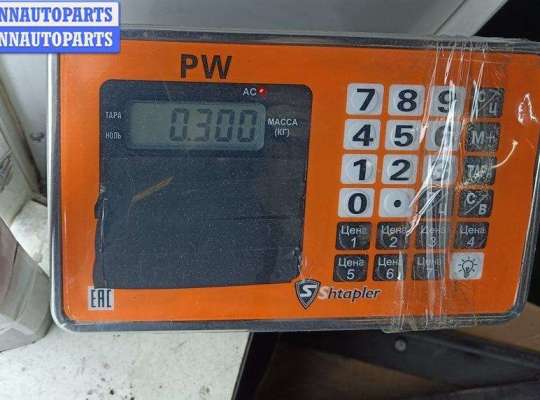 NNAUTOPARTS
NNAUTOPARTS
PW
AC
ТАРА
НОЛЬ
0.300
МАССА
(КГ)
7 8 9
4 5 6 М+
1 2 3 ТАРА
0 • С/В
Цена 1 Цена 2 Цена 3 Цена 4
Цена 5 Цена 6 Цена 7
EAC
Shtapler